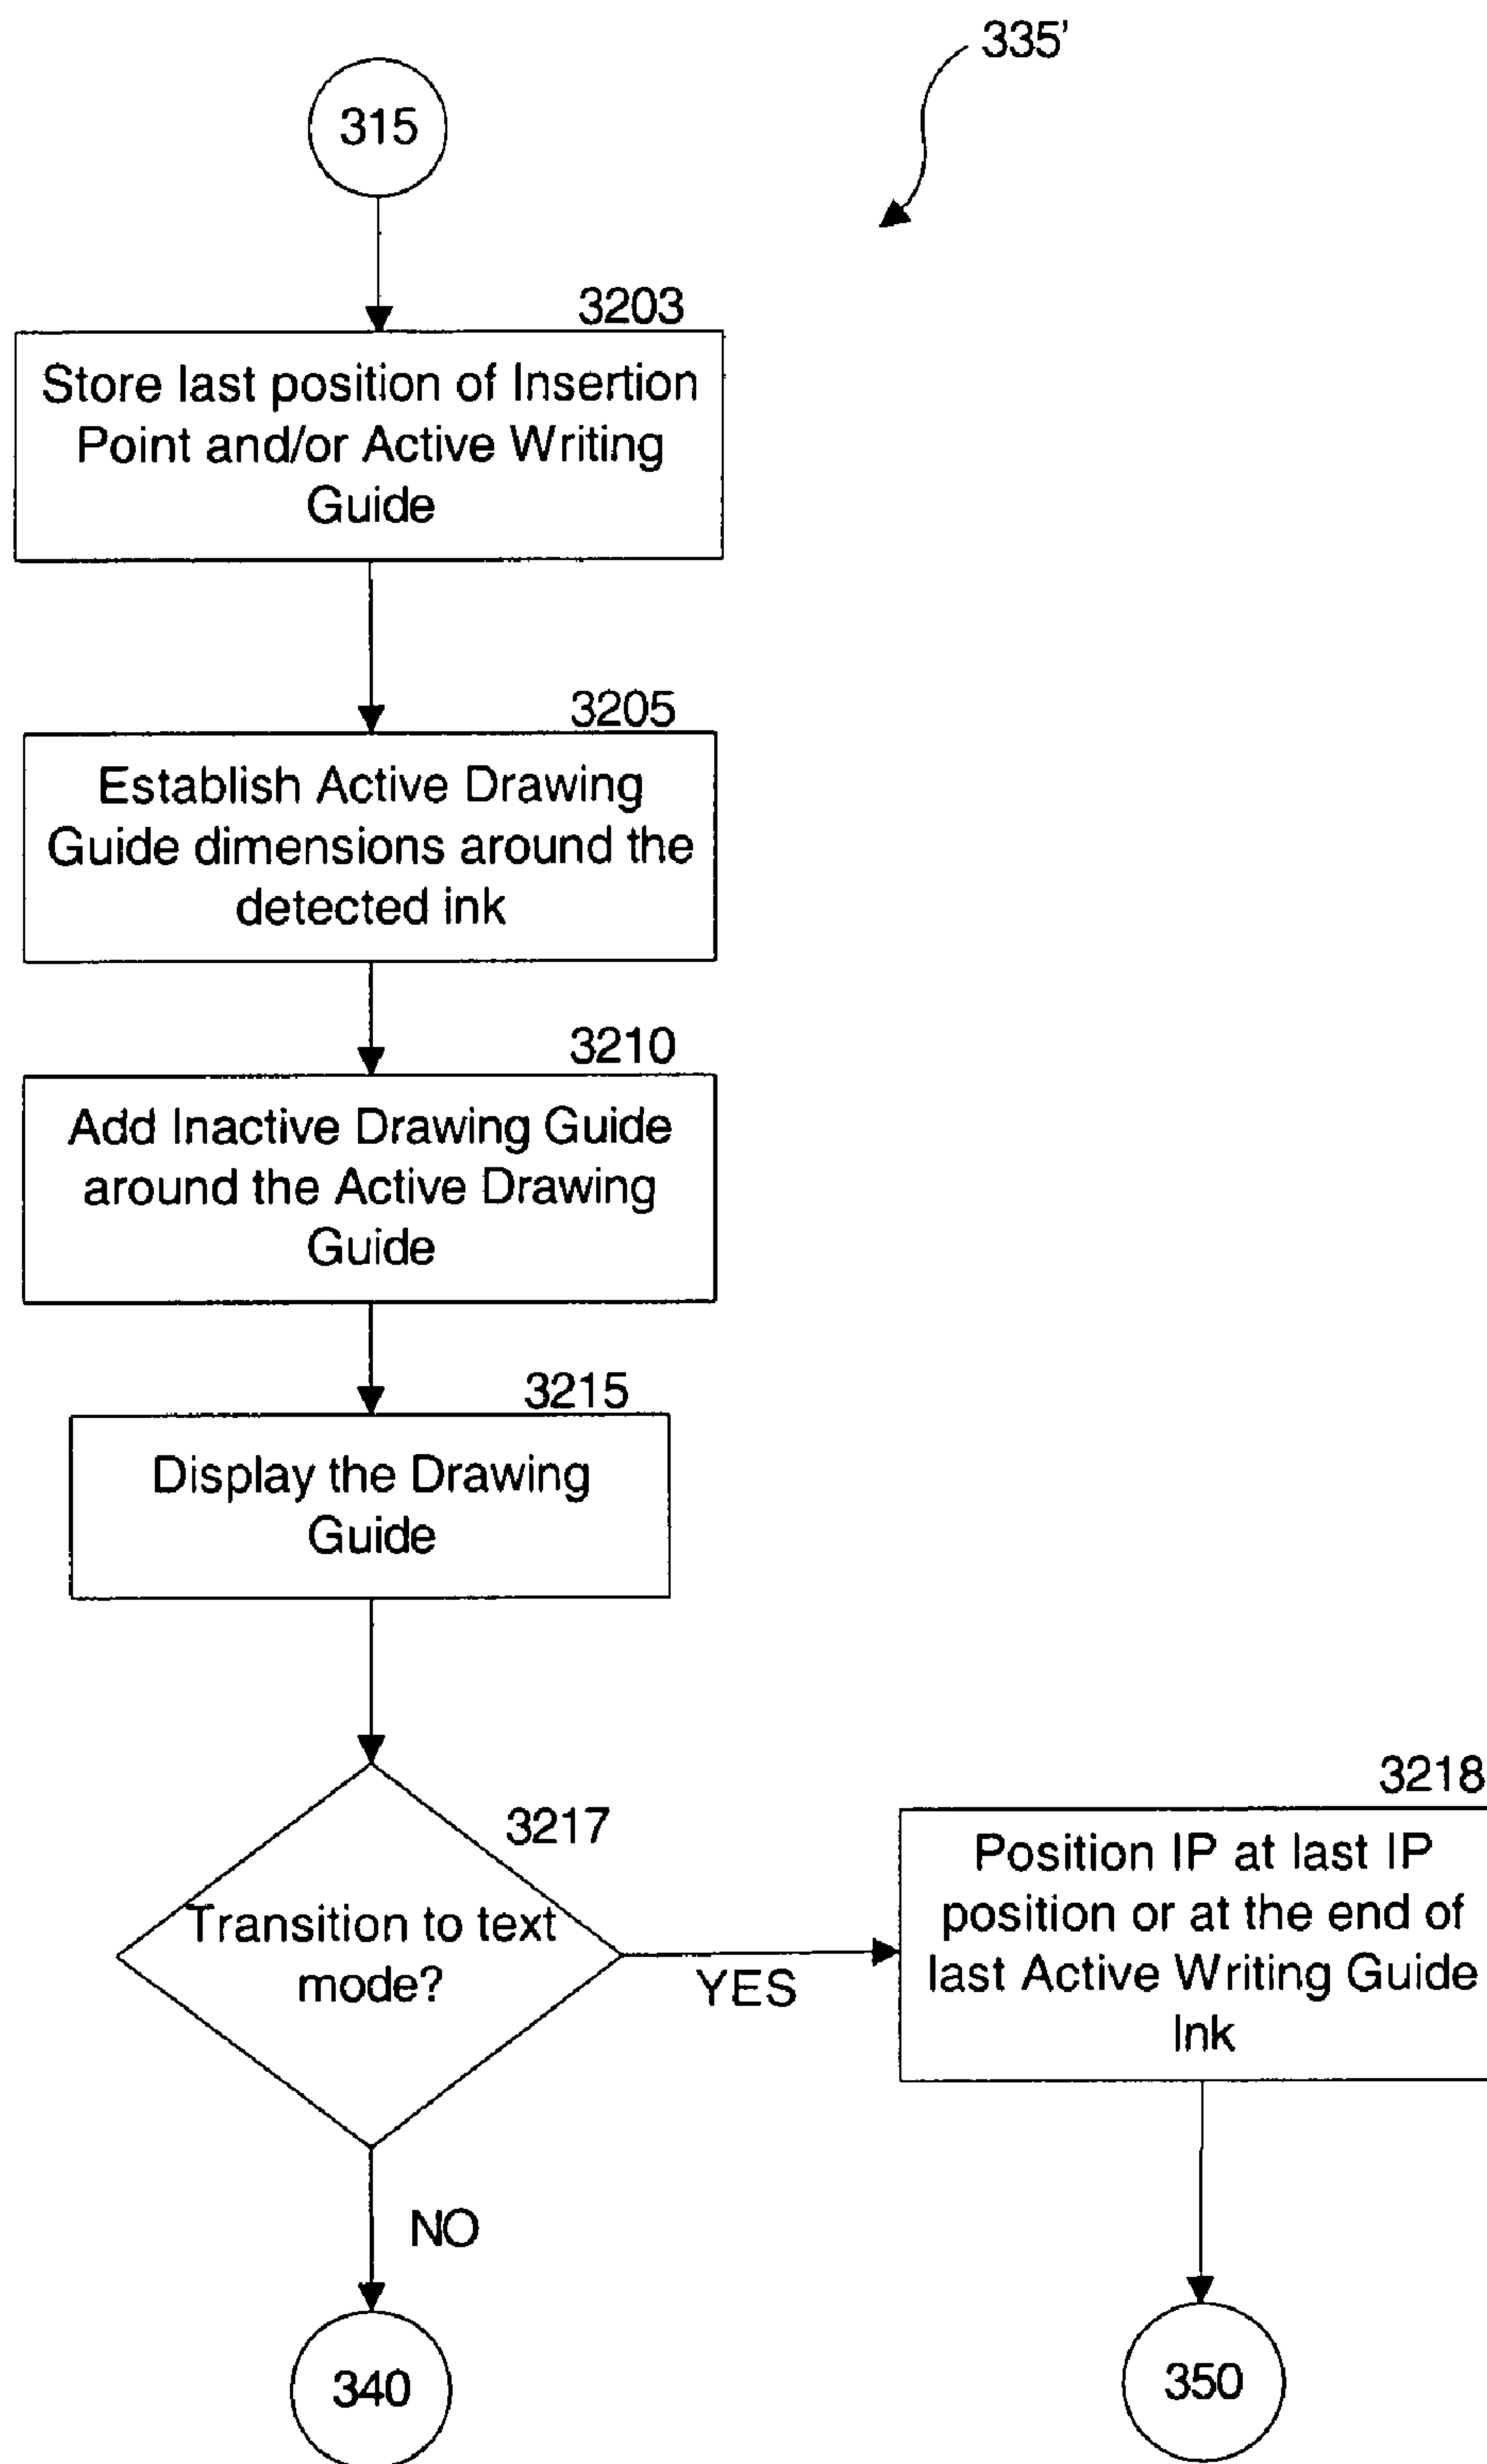 335'
315
3203
Store last position of Insertion
Point and/or Active Writing
Guide
3205
Establish Active Drawing
Guide dimensions around the
detected ink
3210
Add Inactive Drawing Guide
around the Active Drawing
Guide
3215
Display the Drawing
Guide
3217
Transition to text
mode?
YES
NO
3218
Position IP at last IP
position or at the end of
last Active Writing Guide
Ink
340
350